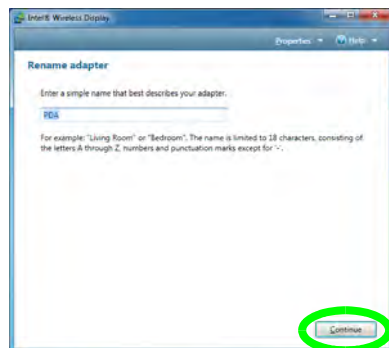 Intel® Wireless Display
Properties Help
Rename adapter
Enter a simple name that best describes your adapter.
PDA
For example: "Living Room" or "Bedroom". The name is limited to 18 characters, consisting of
the letters A through Z, numbers and punctuation marks except for '-'.
Continue